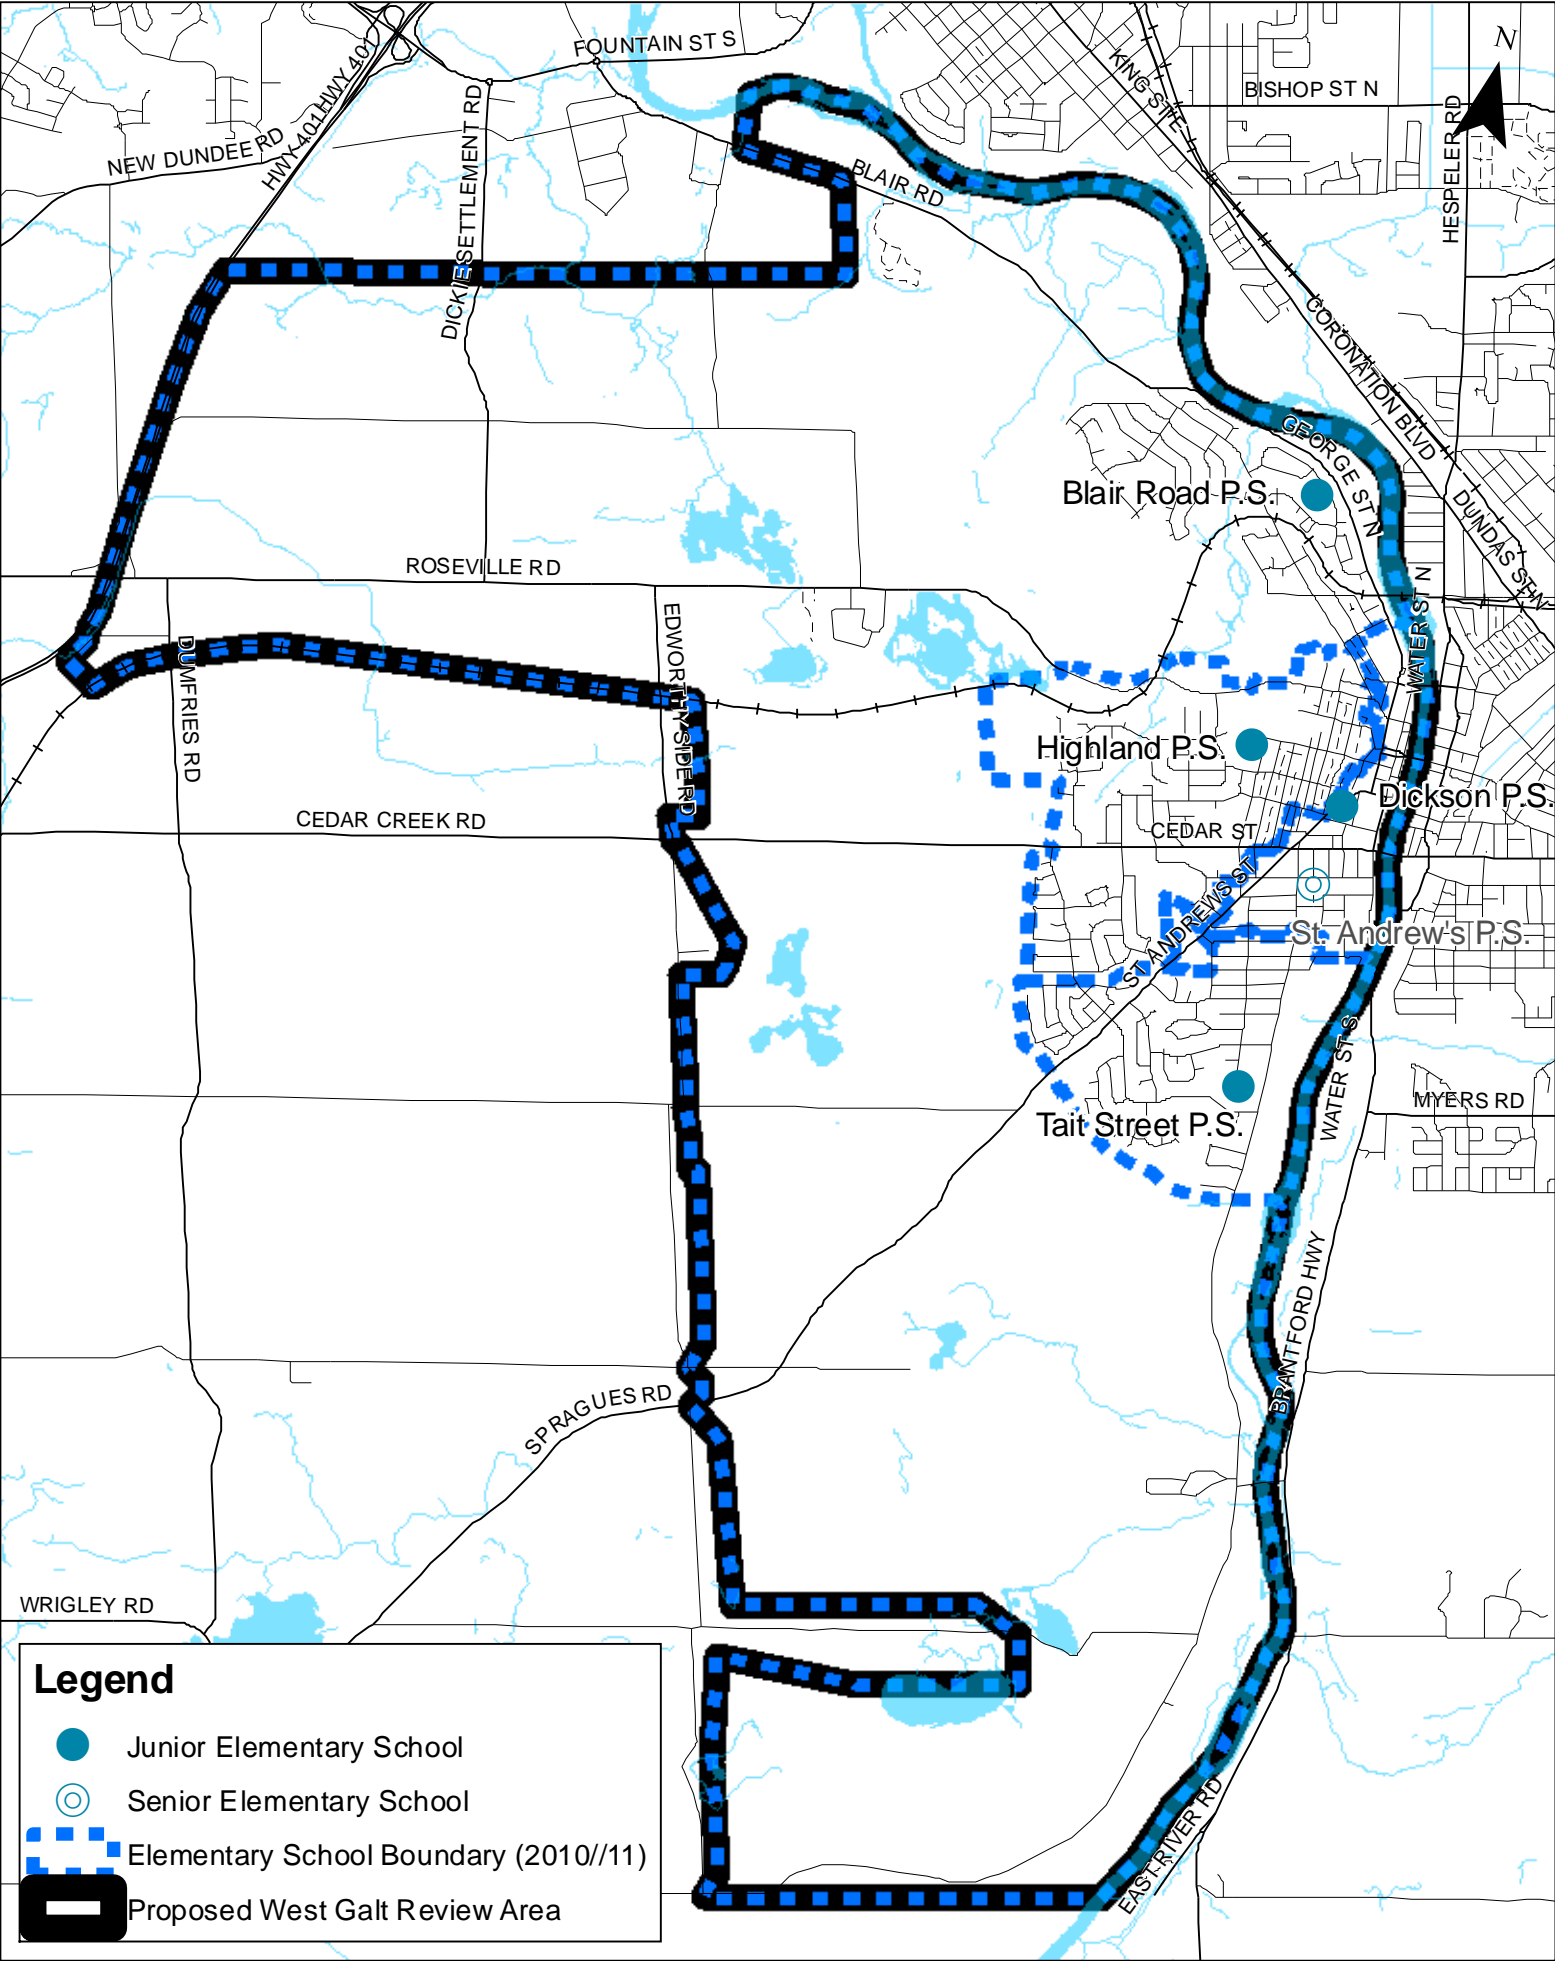 FOUNTAIN ST S
N
KING ST E
BISHOP ST N
HWY 401
HWY 401
NEW DUNDEE RD
DICKIE SETTLEMENT RD
HESPELER RD
BLAIR RD
CORONATION BLVD
GEORGE ST N
Blair Road P.S.
DUNDAS ST N
ROSEVILLE RD
WATER ST N
DUMFRIES RD
EDWORTHY SIDE RD
Highland P.S.
Dickson P.S.
CEDAR CREEK RD
CEDAR ST
ST ANDREWS ST
St. Andrew's P.S.
WATER ST S
MYERS RD
Tait Street P.S.
BRANTFORD HWY
SPRAGUES RD
WRIGLEY RD
EAST RIVER RD
Legend
Junior Elementary School
Senior Elementary School
Elementary School Boundary (2010//11)
Proposed West Galt Review Area